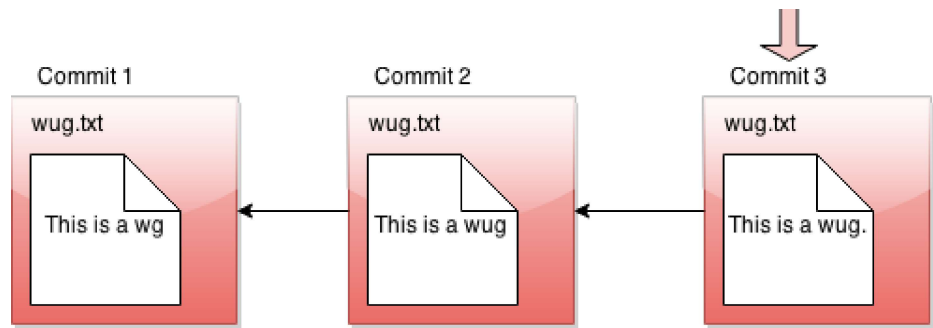 Commit 1
wug.txt
This is a wg
Commit 2
wug.txt
This is a wug
Commit 3
wug.txt
This is a wug.